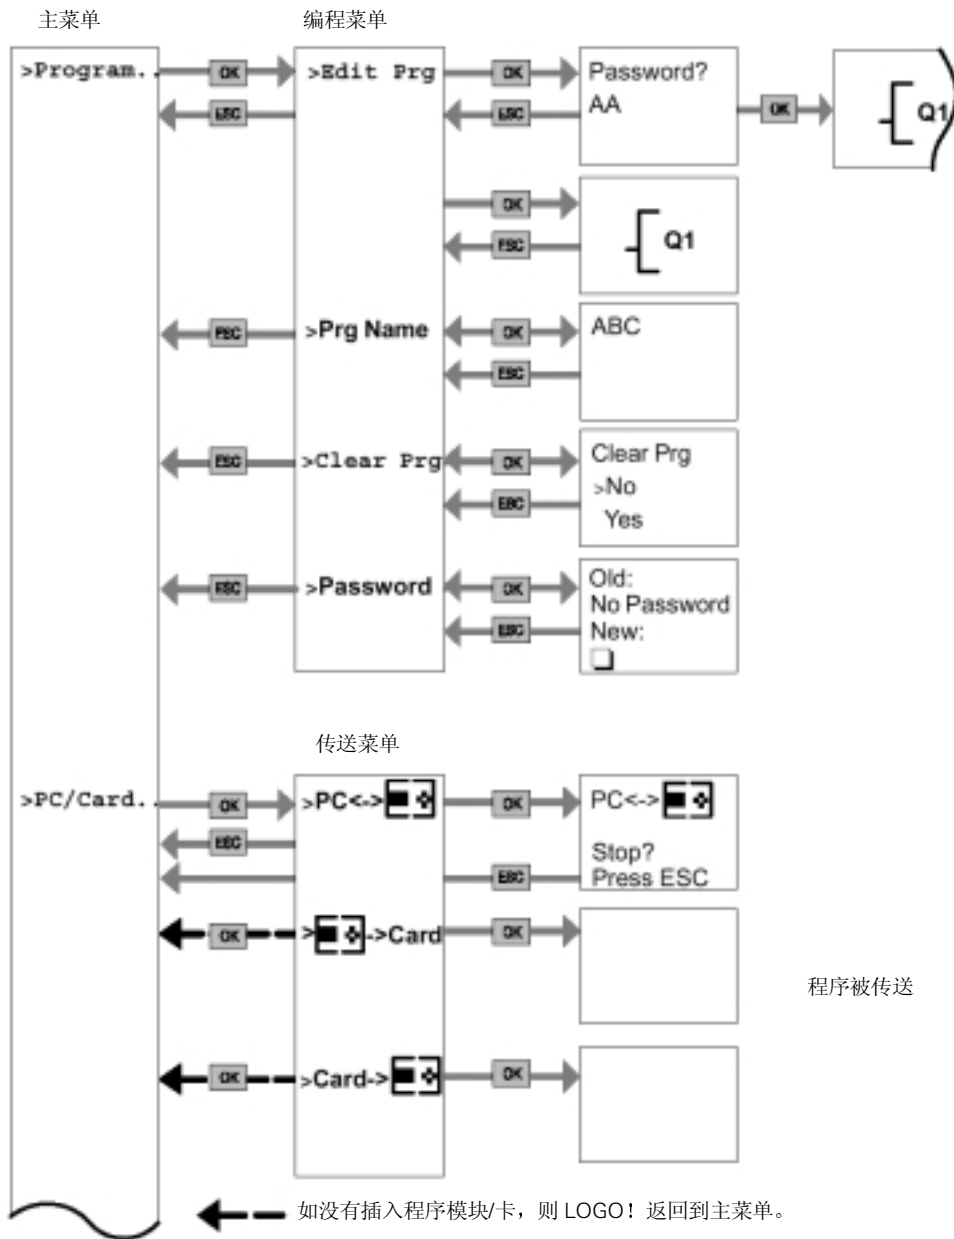 主菜单
编程菜单
>Program..
OK
>Edit Prg
OK
Password?
ESC
ESC
AA
OK
Q1
OK
ESC
Q1
ESC
>Prg Name
OK
ABC
ESC
ESC
>Clear Prg
OK
Clear Prg
>No
ESC
Yes
ESC
>Password
OK
Old:
No Password
ESC
New:
传送菜单
>PC/Card..
OK
>PC<->
OK
PC<->
ESC
Stop?
ESC
Press ESC
OK
>
->Card
OK
程序被传送
OK
>Card->
OK
如没有插入程序模块/卡，则 LOGO！返回到主菜单。